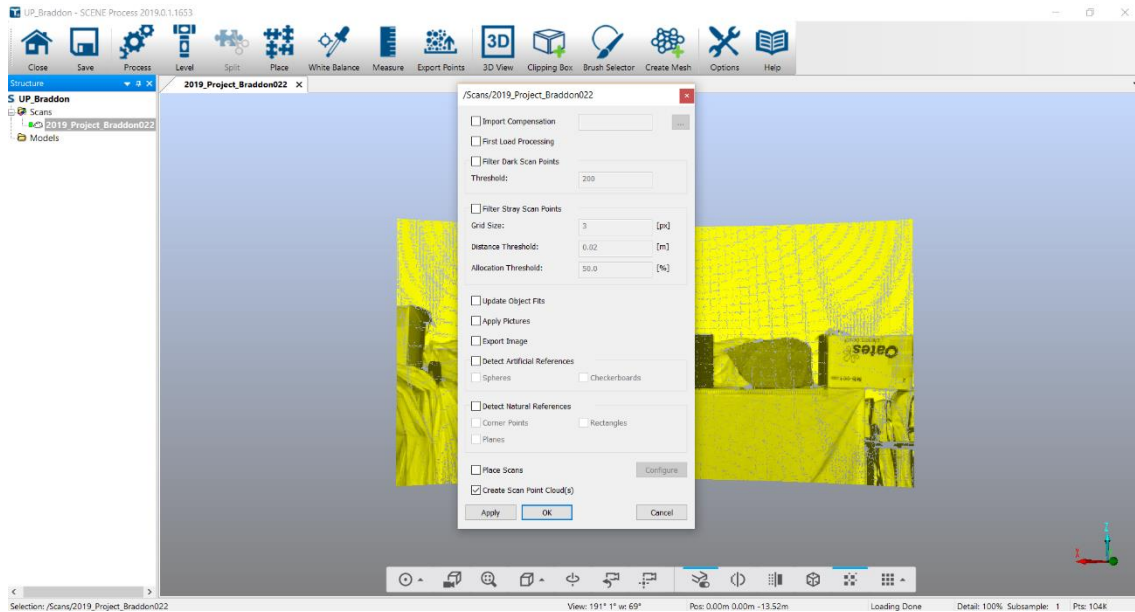 UP_Braddon - SCENE Process 2019.0.1.1653
Close Save Process Level Split Place White Balance Measure Export Points 3D View Clipping Box Brush Selector Create Mesh Options Help
Structure
2019_Project_Braddon022
UP_Braddon
Scans
2019_Project_Braddon022
Models
/Scans/2019_Project_Braddon022
Import Compensation ...
First Load Processing
Filter Dark Scan Points
Threshold: 200
Filter Stray Scan Points
Grid Size: 3 [px]
Distance Threshold: 0.02 [m]
Allocation Threshold: 50.0 [%]
Update Object Fits
Apply Pictures
Export Image
Detect Artificial References
Spheres Checkerboards
Detect Natural References
Corner Points Rectangles
Planes
Place Scans Configure
Create Scan Point Cloud(s)
Apply OK Cancel
Oates
Z
X
Selection: /Scans/2019_Project_Braddon022 View: 191° 1° w: 69° Pos: 0.00m 0.00m -13.52m Loading Done Detail: 100% Subsample: 1 Pts: 104K